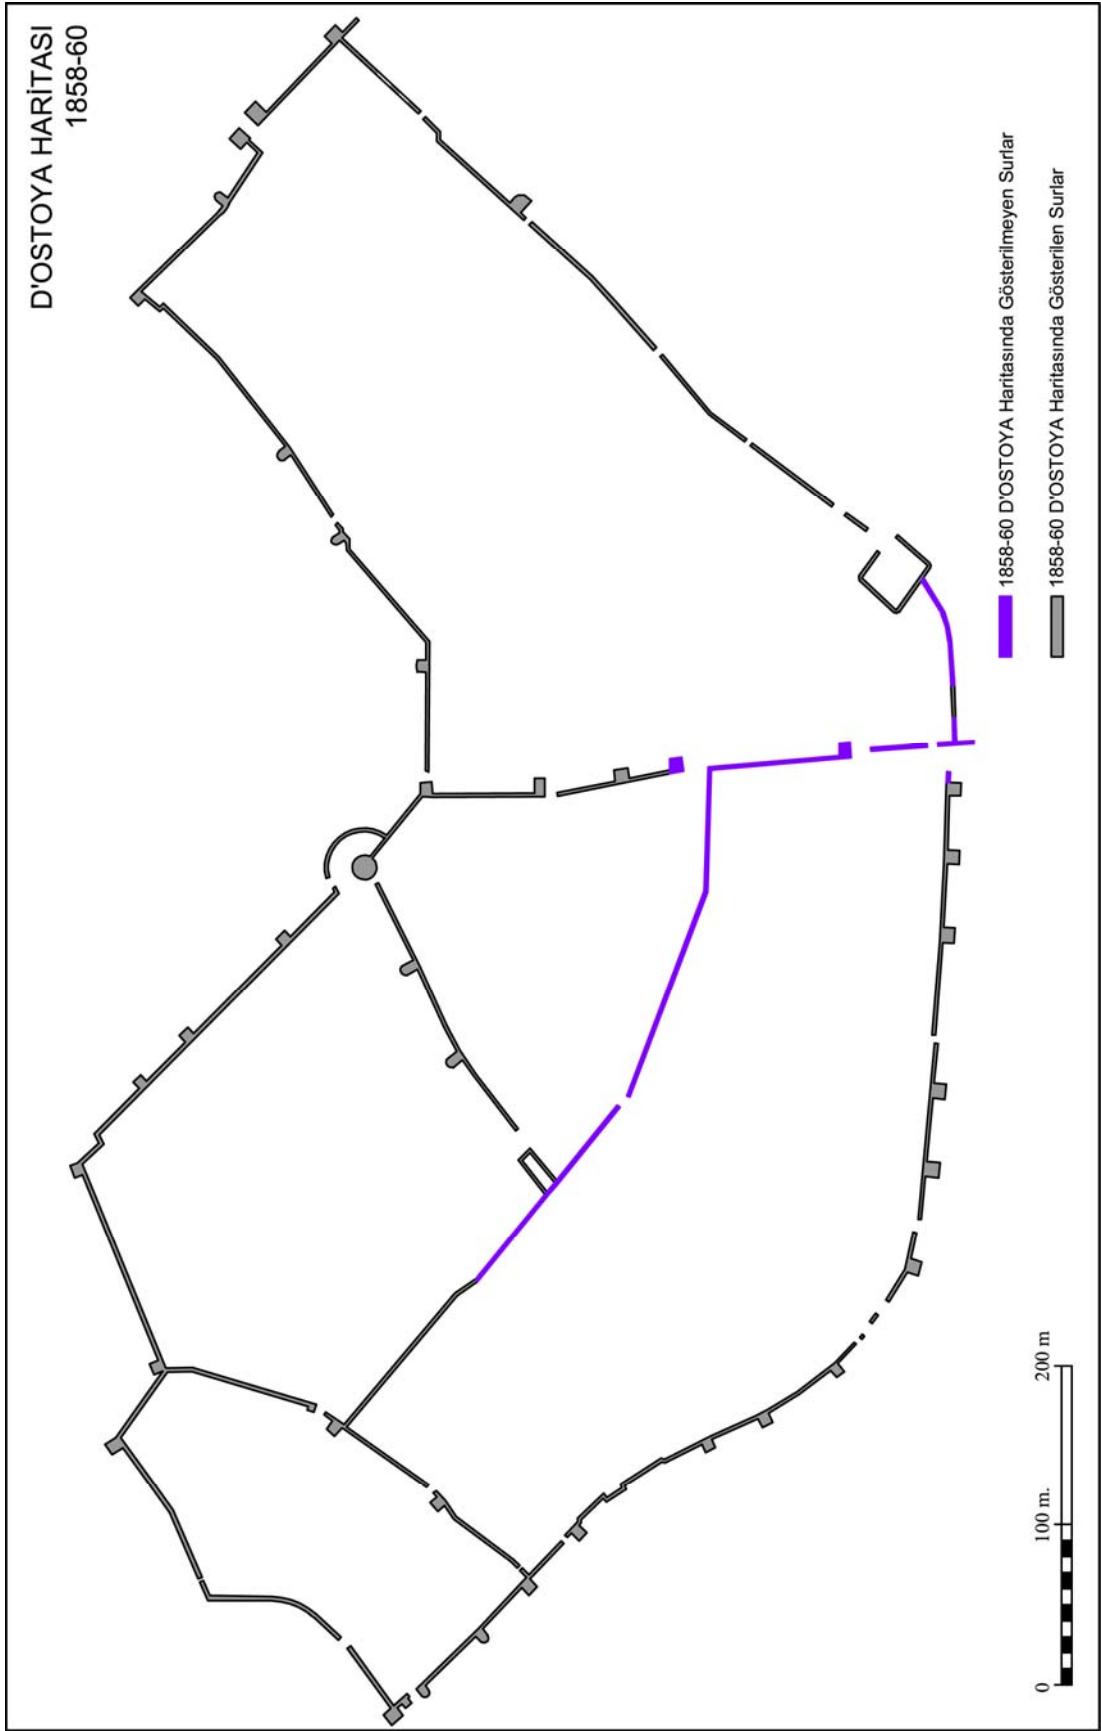 D'OSTOYA HARİTASI
1858-60
1858-60 D'OSTOYA Haritasında Gösterilmeyen Surlar
1858-60 D'OSTOYA Haritasında Gösterilen Surlar
0 100 m. 200 m